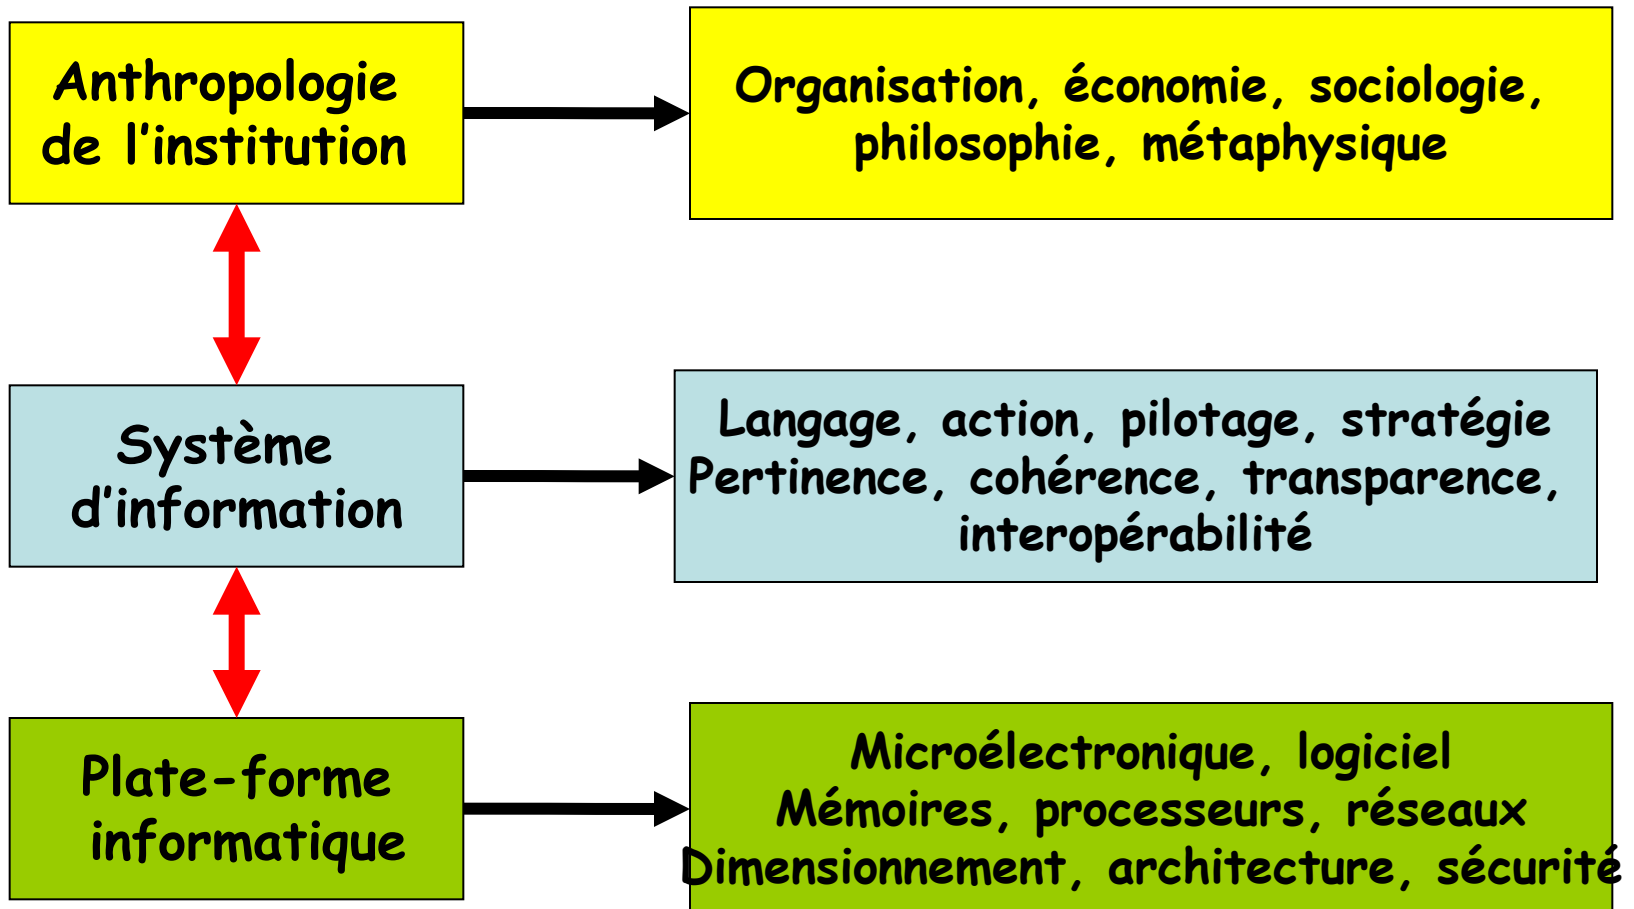 Anthropologie
de l’institution
Organisation, économie, sociologie,
philosophie, métaphysique
Système
d’information
Langage, action, pilotage, stratégie
Pertinence, cohérence, transparence,
interopérabilité
Plate-forme
informatique
Microélectronique, logiciel
Mémoires, processeurs, réseaux
Dimensionnement, architecture, sécurité